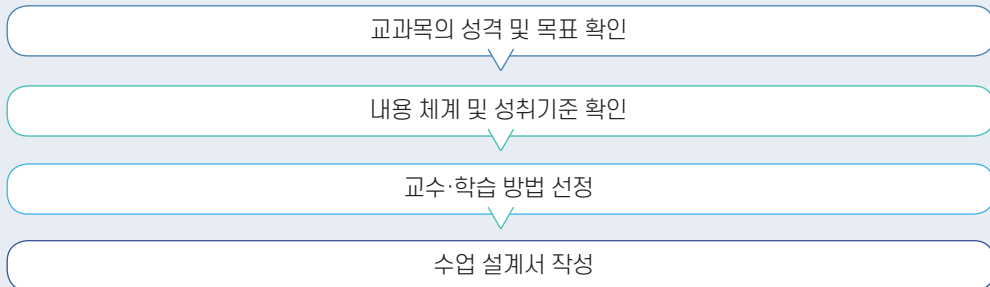 교과목의 성격 및 목표 확인
내용 체계 및 성취기준 확인
교수·학습 방법 선정
수업 설계서 작성